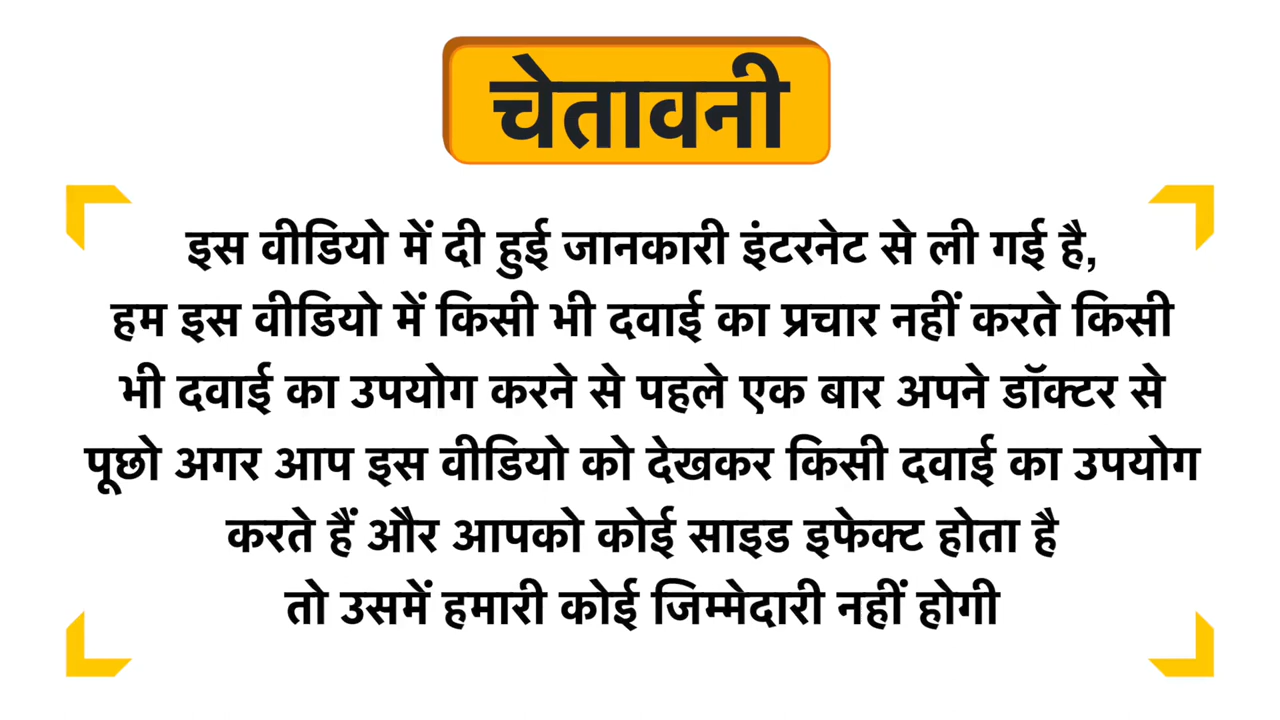 चेतावनी
इस वीडियो में दी हुई जानकारी इंटरनेट से ली गई है,
हम इस वीडियो में किसी भी दवाई का प्रचार नहीं करते किसी
भी दवाई का उपयोग करने से पहले एक बार अपने डॉक्टर से
पूछो अगर आप इस वीडियो को देखकर किसी दवाई का उपयोग
करते हैं और आपको कोई साइड इफेक्ट होता है
तो उसमें हमारी कोई जिम्मेदारी नहीं होगी